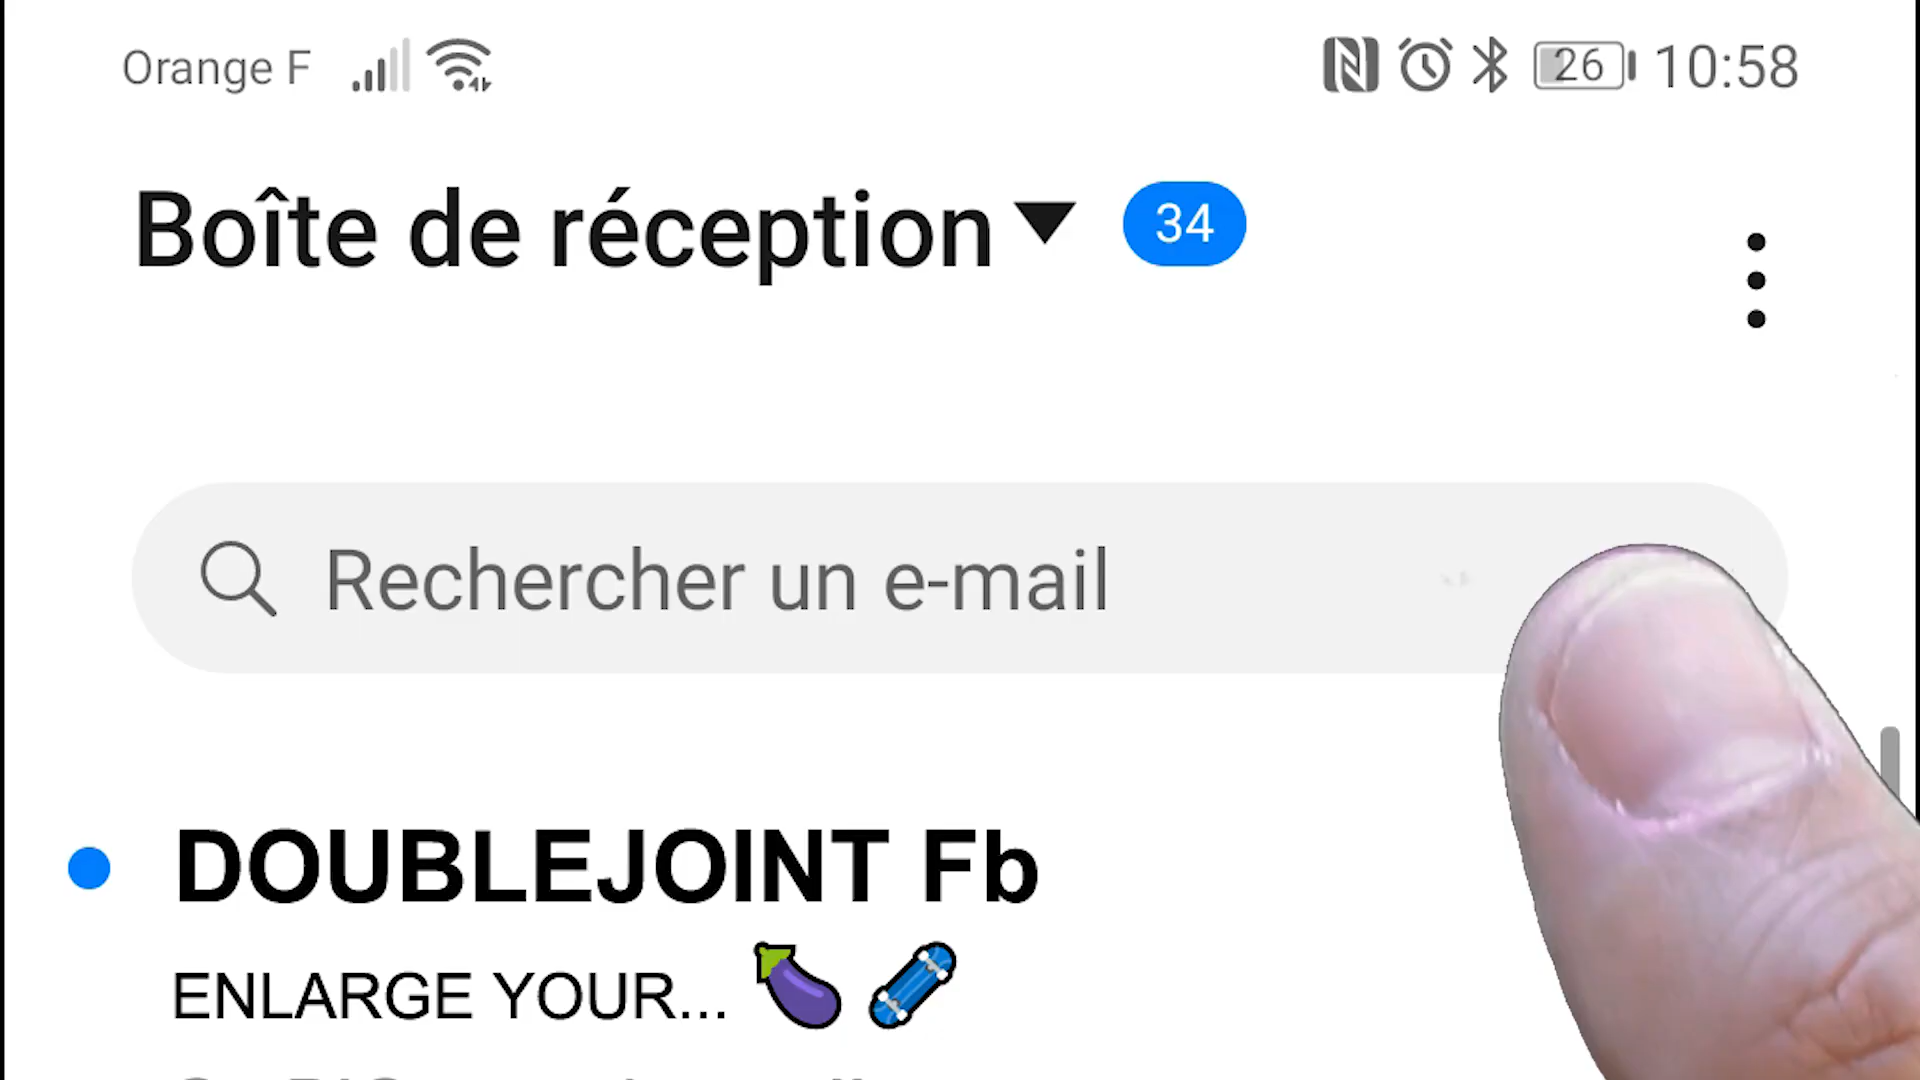 Orange F
26 10:58
Boîte de réception 34
Rechercher un e-mail
DOUBLEJOINT Fb
ENLARGE YOUR...